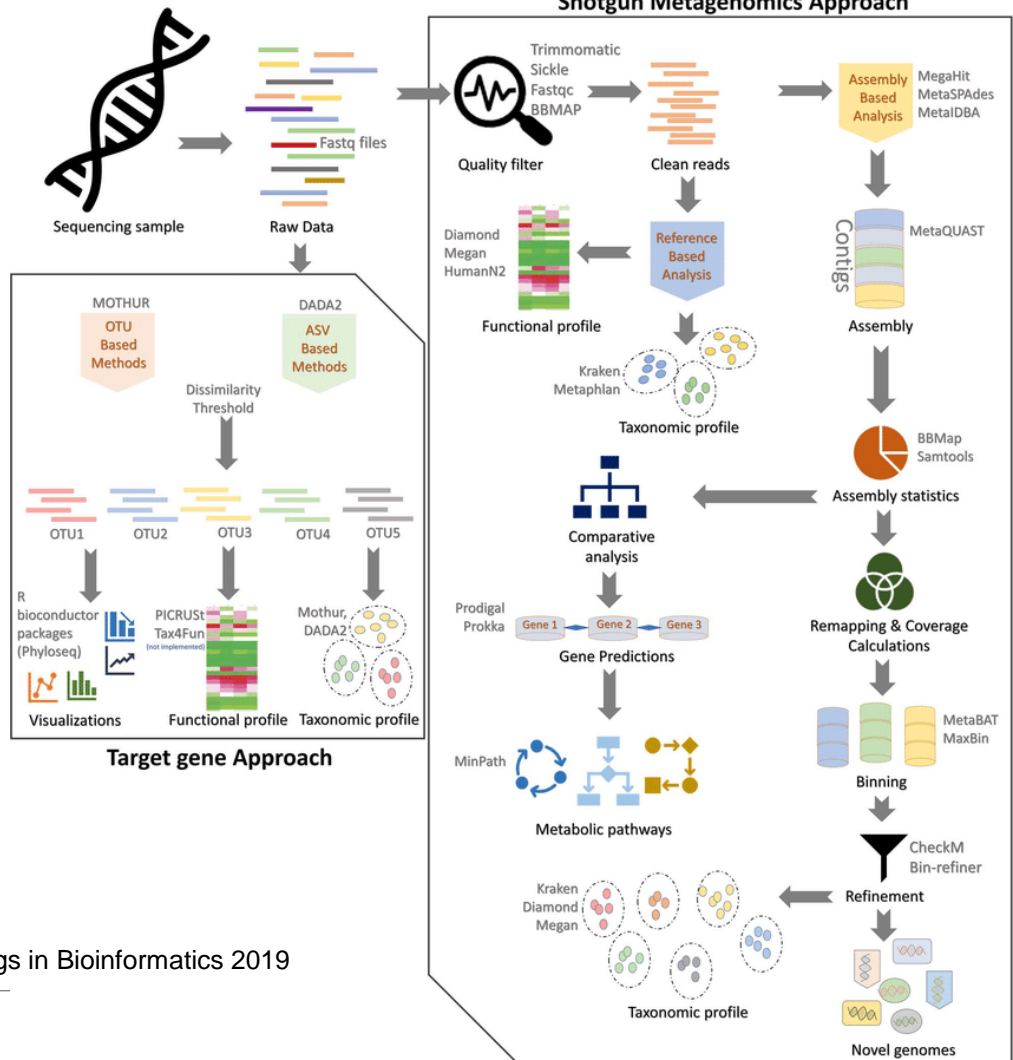 Shotgun Metagenomics Approach
Trimmomatic
Sickle
Fastqc
BBMAP
Quality filter
Clean reads
Assembly
Based
Analysis
MegaHit
MetaSPAdes
MetaIDBA
Sequencing sample
Fastq files
Raw Data
Diamond
Megan
HumanN2
Functional profile
Reference
Based
Analysis
Contigs
MetaQUAST
Assembly
Kraken
Metaphlan
Taxonomic profile
BBMap
Samtools
Assembly statistics
Comparative
analysis
Remapping & Coverage
Calculations
Prodigal
Prokka
Gene 1
Gene 2
Gene 3
Gene Predictions
MetaBAT
MaxBin
Binning
MinPath
Metabolic pathways
CheckM
Bin-refiner
Refinement
Kraken
Diamond
Megan
Taxonomic profile
Novel genomes
MOTHUR
OTU
Based
Methods
DADA2
ASV
Based
Methods
Dissimilarity
Threshold
OTU1
OTU2
OTU3
OTU4
OTU5
R
bioconductor
packages
(Phyloseq)
Visualizations
PICRUSt
Tax4Fun
(not implemented)
Functional profile
Mothur,
DADA2
Taxonomic profile
Target gene Approach
in Bioinformatics 2019